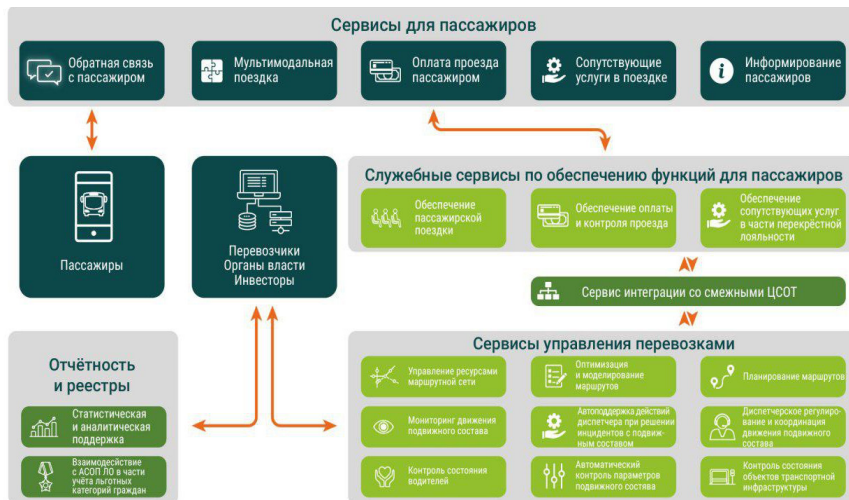 Сервисы для пассажиров
Обратная связь
с пассажиром
Мультимодальная
поездка
Оплата проезда
пассажиром
Сопутствующие
услуги в поездке
Информирование
пассажиров
Пассажиры
Перевозчики
Органы власти
Инвесторы
Служебные сервисы по обеспечению функций для пассажиров
Обеспечение
пассажирской
поездки
Обеспечение оплаты
и контроля проезда
Обеспечение
сопутствующих услуг
в части перекрёстной
лояльности
Сервис интеграции со смежными ЦСОТ
Отчётность
и реестры
Статистическая
и аналитическая
поддержка
Взаимодесйствие
с АСОП ЛО в части
учёта льготных
категорий граждан
Сервисы управления перевозками
Управление ресурсами
маршрутной сети
Оптимизация
и моделирование
маршрутов
Планирование маршрутов
Мониторинг движения
подвижного состава
Автоподдержка действий
диспетчера при решении
инцидентов с подвиж-
ным составом
Диспетчерское регулиро-
вание и координация
движения подвижного
состава
Контроль состояния
водителей
Автоматический
контроль параметров
подвижного состява
Контроль состояния
объектов транспортной
инфраструктуры